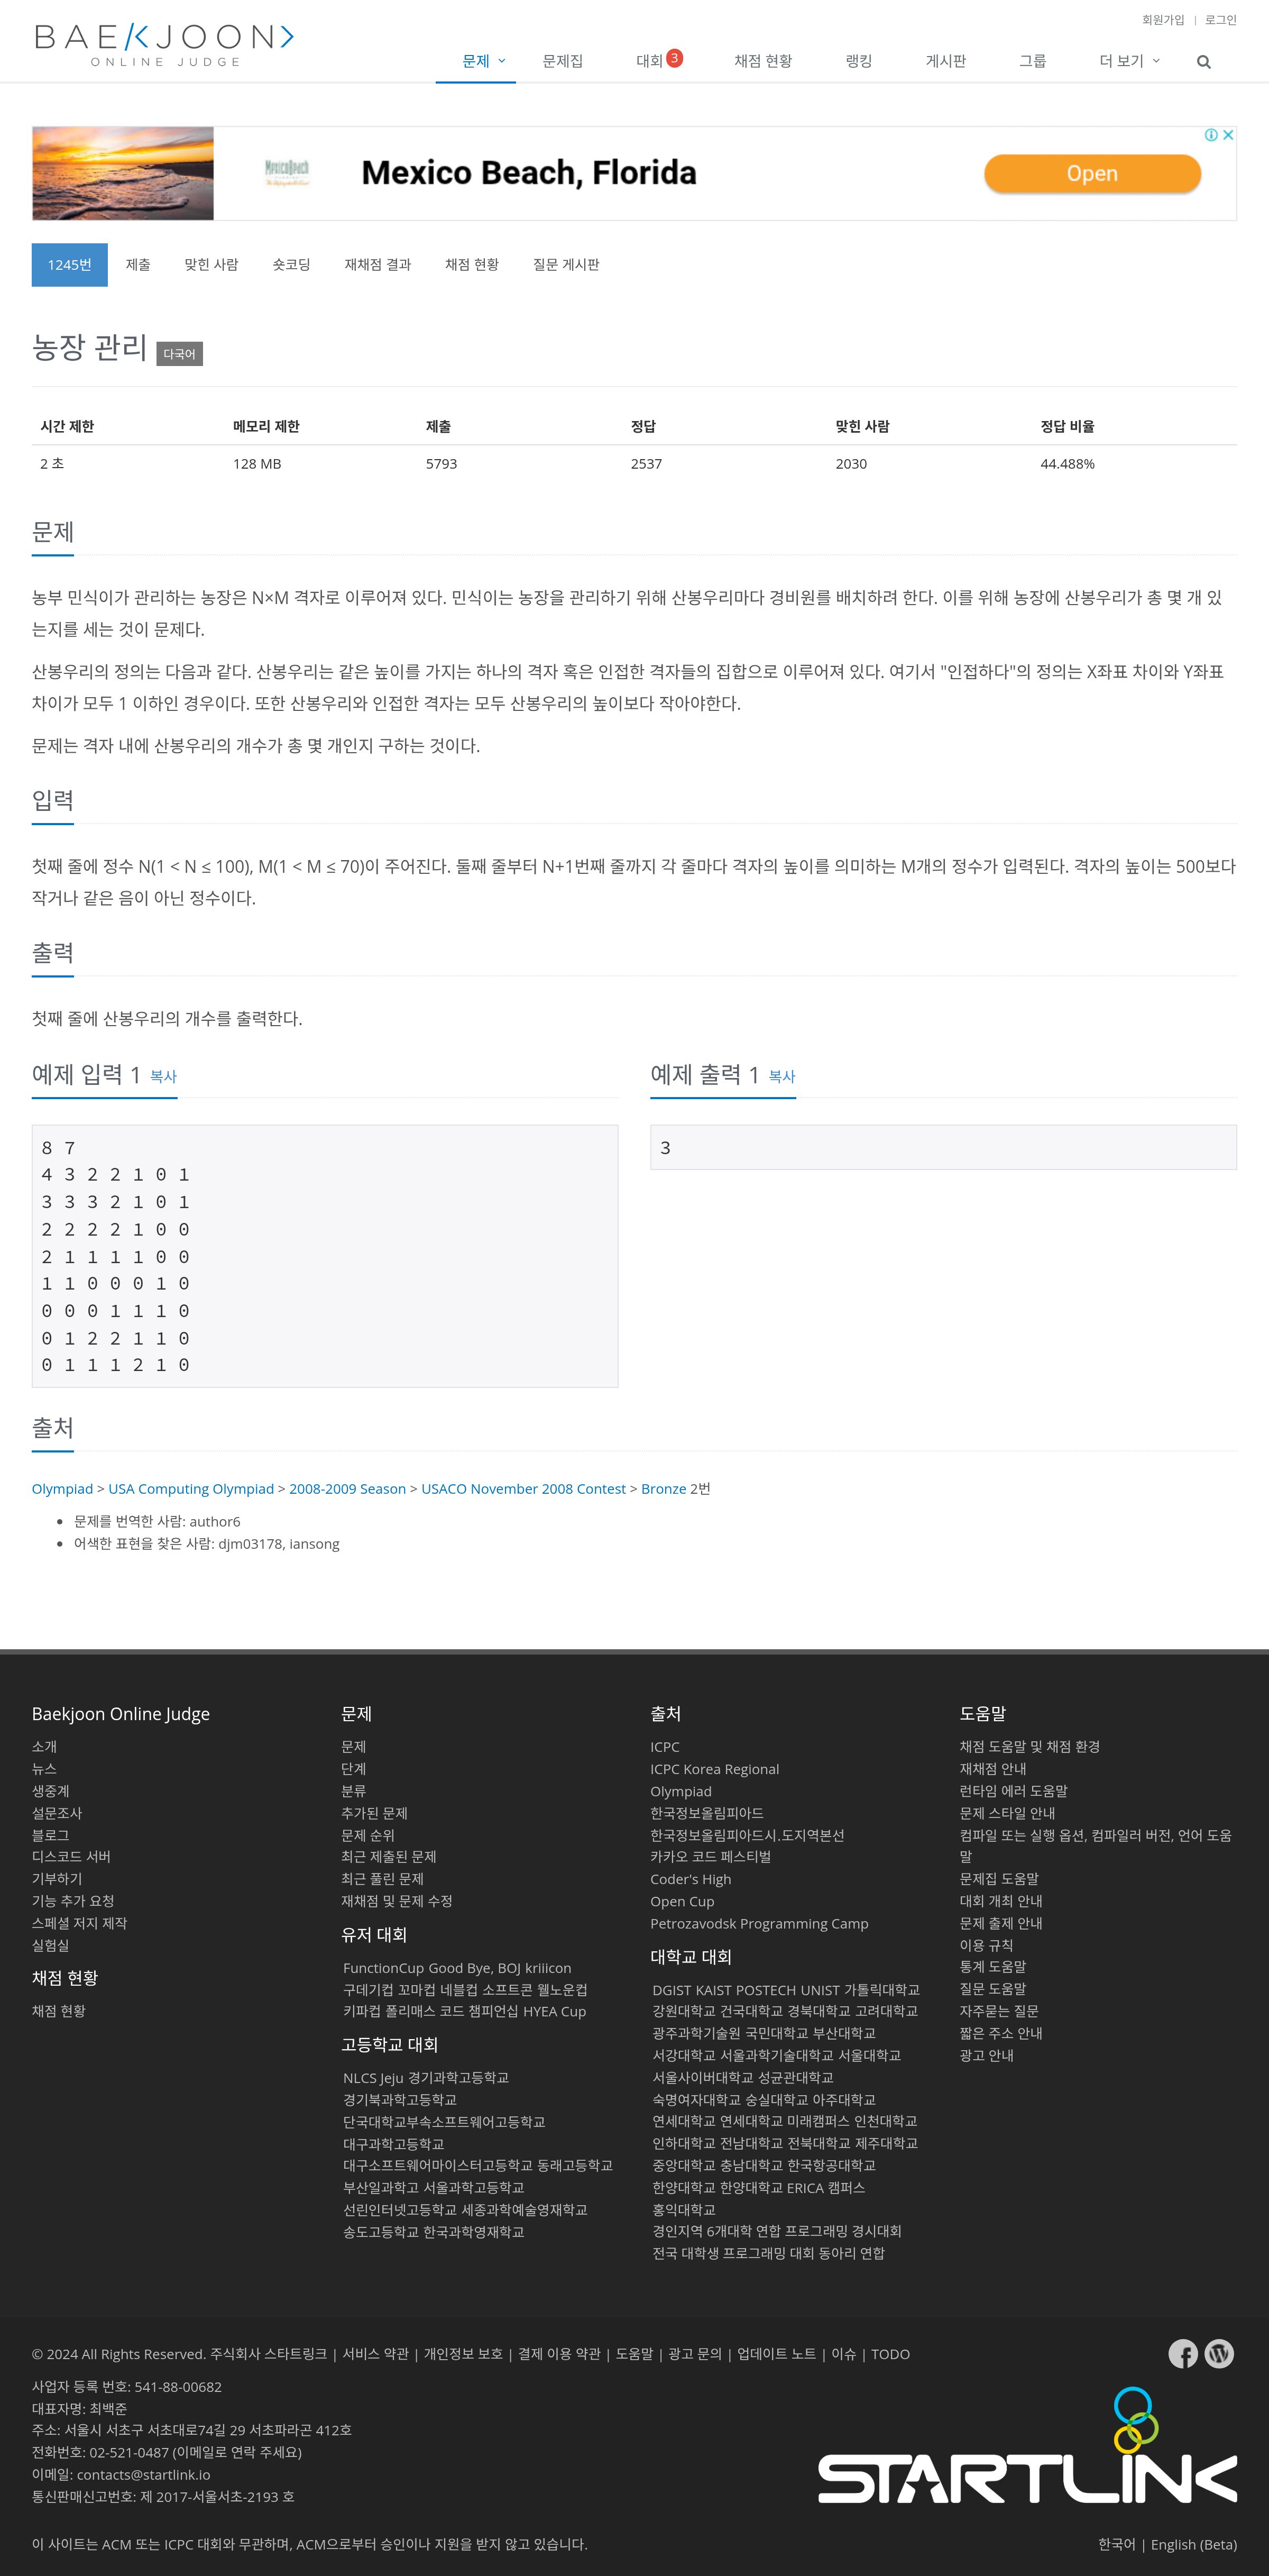 회원가입 | 로그인
BAE/<JOON>
ONLINE JUDGE
문제 문제집 대회 3 채점 현황 랭킹 게시판 그룹 더 보기
Mexico Beach
Mexico Beach, Florida
Open
1245번 제출 맞힌 사람 숏코딩 재채점 결과 채점 현황 질문 게시판
농장 관리 다국어
시간 제한 메모리 제한 제출 정답 맞힌 사람 정답 비율
2 초 128 MB 5793 2537 2030 44.488%
문제
농부 민식이가 관리하는 농장은 N×M 격자로 이루어져 있다. 민식이는 농장을 관리하기 위해 산봉우리마다 경비원를 배치하려 한다. 이를 위해 농장에 산봉우리가 총 몇 개 있
는지를 세는 것이 문제다.
산봉우리의 정의는 다음과 같다. 산봉우리는 같은 높이를 가지는 하나의 격자 혹은 인접한 격자들의 집합으로 이루어져 있다. 여기서 "인접하다"의 정의는 X좌표 차이와 Y좌표
차이가 모두 1 이하인 경우이다. 또한 산봉우리와 인접한 격자는 모두 산봉우리의 높이보다 작아야한다.
문제는 격자 내에 산봉우리의 개수가 총 몇 개인지 구하는 것이다.
입력
첫째 줄에 정수 N(1 < N ≤ 100), M(1 < M ≤ 70)이 주어진다. 둘째 줄부터 N+1번째 줄까지 각 줄마다 격자의 높이를 의미하는 M개의 정수가 입력된다. 격자의 높이는 500보다
작거나 같은 음이 아닌 정수이다.
출력
첫째 줄에 산봉우리의 개수를 출력한다.
예제 입력 1 복사
8 7
4 3 2 2 1 0 1
3 3 3 2 1 0 1
2 2 2 2 1 0 0
2 1 1 1 1 0 0
1 1 0 0 0 1 0
0 0 0 1 1 1 0
0 1 2 2 1 1 0
0 1 1 1 2 1 0
예제 출력 1 복사
3
출처
Olympiad > USA Computing Olympiad > 2008-2009 Season > USACO November 2008 Contest > Bronze 2번
문제를 번역한 사람: author6
어색한 표현을 찾은 사람: djm03178, iansong
Baekjoon Online Judge
소개
뉴스
생중계
설문조사
블로그
디스코드 서버
기부하기
기능 추가 요청
스페셜 저지 제작
실험실
채점 현황
채점 현황
문제
문제
단계
분류
추가된 문제
문제 순위
최근 제출된 문제
최근 풀린 문제
재채점 및 문제 수정
유저 대회
FunctionCup Good Bye, BOJ kriiicon
구데기컵 꼬마컵 네블컵 소프트콘 웰노운컵
키파컵 폴리매스 코드 챔피언십 HYEA Cup
고등학교 대회
NLCS Jeju 경기과학고등학교
경기북과학고등학교
단국대학교부속소프트웨어고등학교
대구과학고등학교
대구소프트웨어마이스터고등학교 동래고등학교
부산일과학고 서울과학고등학교
선린인터넷고등학교 세종과학예술영재학교
송도고등학교 한국과학영재학교
출처
ICPC
ICPC Korea Regional
Olympiad
한국정보올림피아드
한국정보올림피아드시.도지역본선
카카오 코드 페스티벌
Coder's High
Open Cup
Petrozavodsk Programming Camp
대학교 대회
DGIST KAIST POSTECH UNIST 가톨릭대학교
강원대학교 건국대학교 경북대학교 고려대학교
광주과학기술원 국민대학교 부산대학교
서강대학교 서울과학기술대학교 서울대학교
서울사이버대학교 성균관대학교
숙명여자대학교 숭실대학교 아주대학교
연세대학교 연세대학교 미래캠퍼스 인천대학교
인하대학교 전남대학교 전북대학교 제주대학교
중앙대학교 충남대학교 한국항공대학교
한양대학교 한양대학교 ERICA 캠퍼스
홍익대학교
경인지역 6개대학 연합 프로그래밍 경시대회
전국 대학생 프로그래밍 대회 동아리 연합
도움말
채점 도움말 및 채점 환경
재채점 안내
런타임 에러 도움말
문제 스타일 안내
컴파일 또는 실행 옵션, 컴파일러 버전, 언어 도움
말
문제집 도움말
대회 개최 안내
문제 출제 안내
이용 규칙
통계 도움말
질문 도움말
자주묻는 질문
짧은 주소 안내
광고 안내
© 2024 All Rights Reserved. 주식회사 스타트링크 | 서비스 약관 | 개인정보 보호 | 결제 이용 약관 | 도움말 | 광고 문의 | 업데이트 노트 | 이슈 | TODO
사업자 등록 번호: 541-88-00682
대표자명: 최백준
주소: 서울시 서초구 서초대로74길 29 서초파라곤 412호
전화번호: 02-521-0487 (이메일로 연락 주세요)
이메일: contacts@startlink.io
통신판매신고번호: 제 2017-서울서초-2193 호
STARTLINK
이 사이트는 ACM 또는 ICPC 대회와 무관하며, ACM으로부터 승인이나 지원을 받지 않고 있습니다.
한국어 | English (Beta)